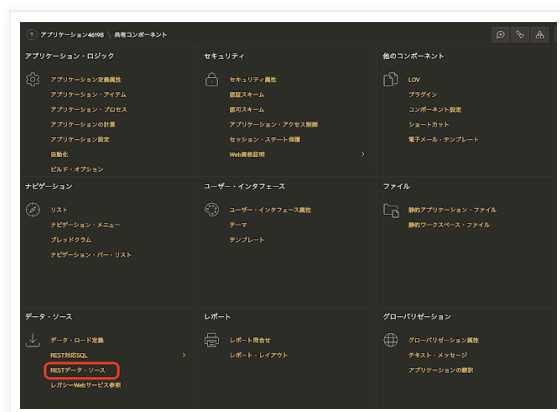 アプリケーション46198 \ 共有コンポーネント
アプリケーション・ロジック
アプリケーション定義属性
アプリケーション・アイテム
アプリケーション・プロセス
アプリケーションの計算
アプリケーション設定
自動化
ビルド・オプション
セキュリティ
セキュリティ属性
認証スキーム
認可スキーム
アプリケーション・アクセス制御
セッション・ステート保護
Web資格証明
他のコンポーネント
LOV
プラグイン
コンポーネント設定
ショートカット
電子メール・テンプレート
ナビゲーション
リスト
ナビゲーション・メニュー
ブレッドクラム
ナビゲーション・バー・リスト
ユーザー・インタフェース
ユーザー・インタフェース属性
テーマ
テンプレート
ファイル
静的アプリケーション・ファイル
静的ワークスペース・ファイル
データ・ソース
データ・ロード定義
REST対応SQL
RESTデータ・ソース
レガシーWebサービス参照
レポート
レポート問合せ
レポート・レイアウト
グローバリゼーション
グローバリゼーション属性
テキスト・メッセージ
アプリケーションの翻訳